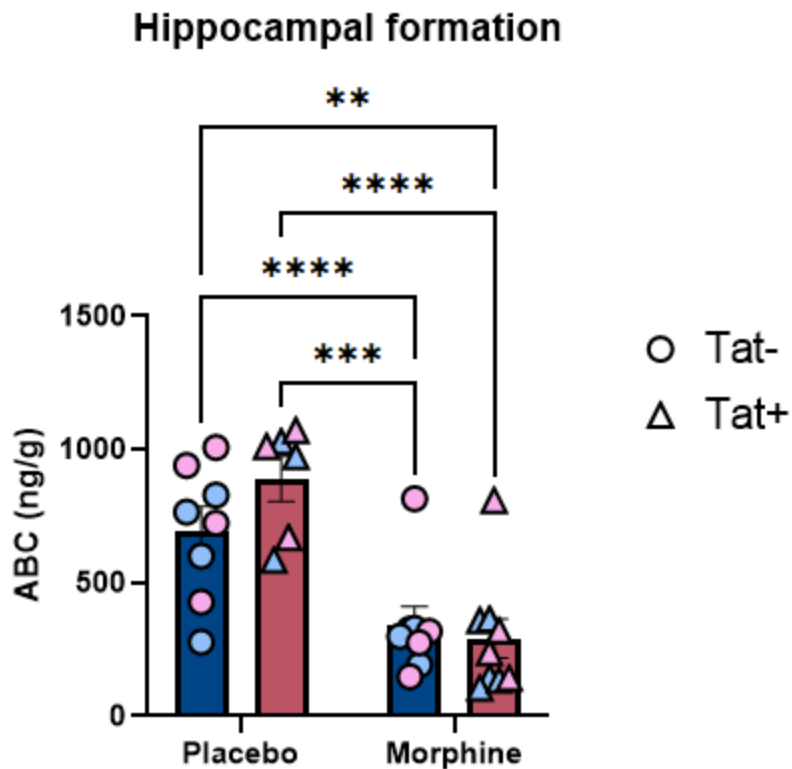 Hippocampal formation
**
****
****
***
1500
1000
500
0
ABC (ng/g)
Placebo
Morphine
Tat-
Tat+